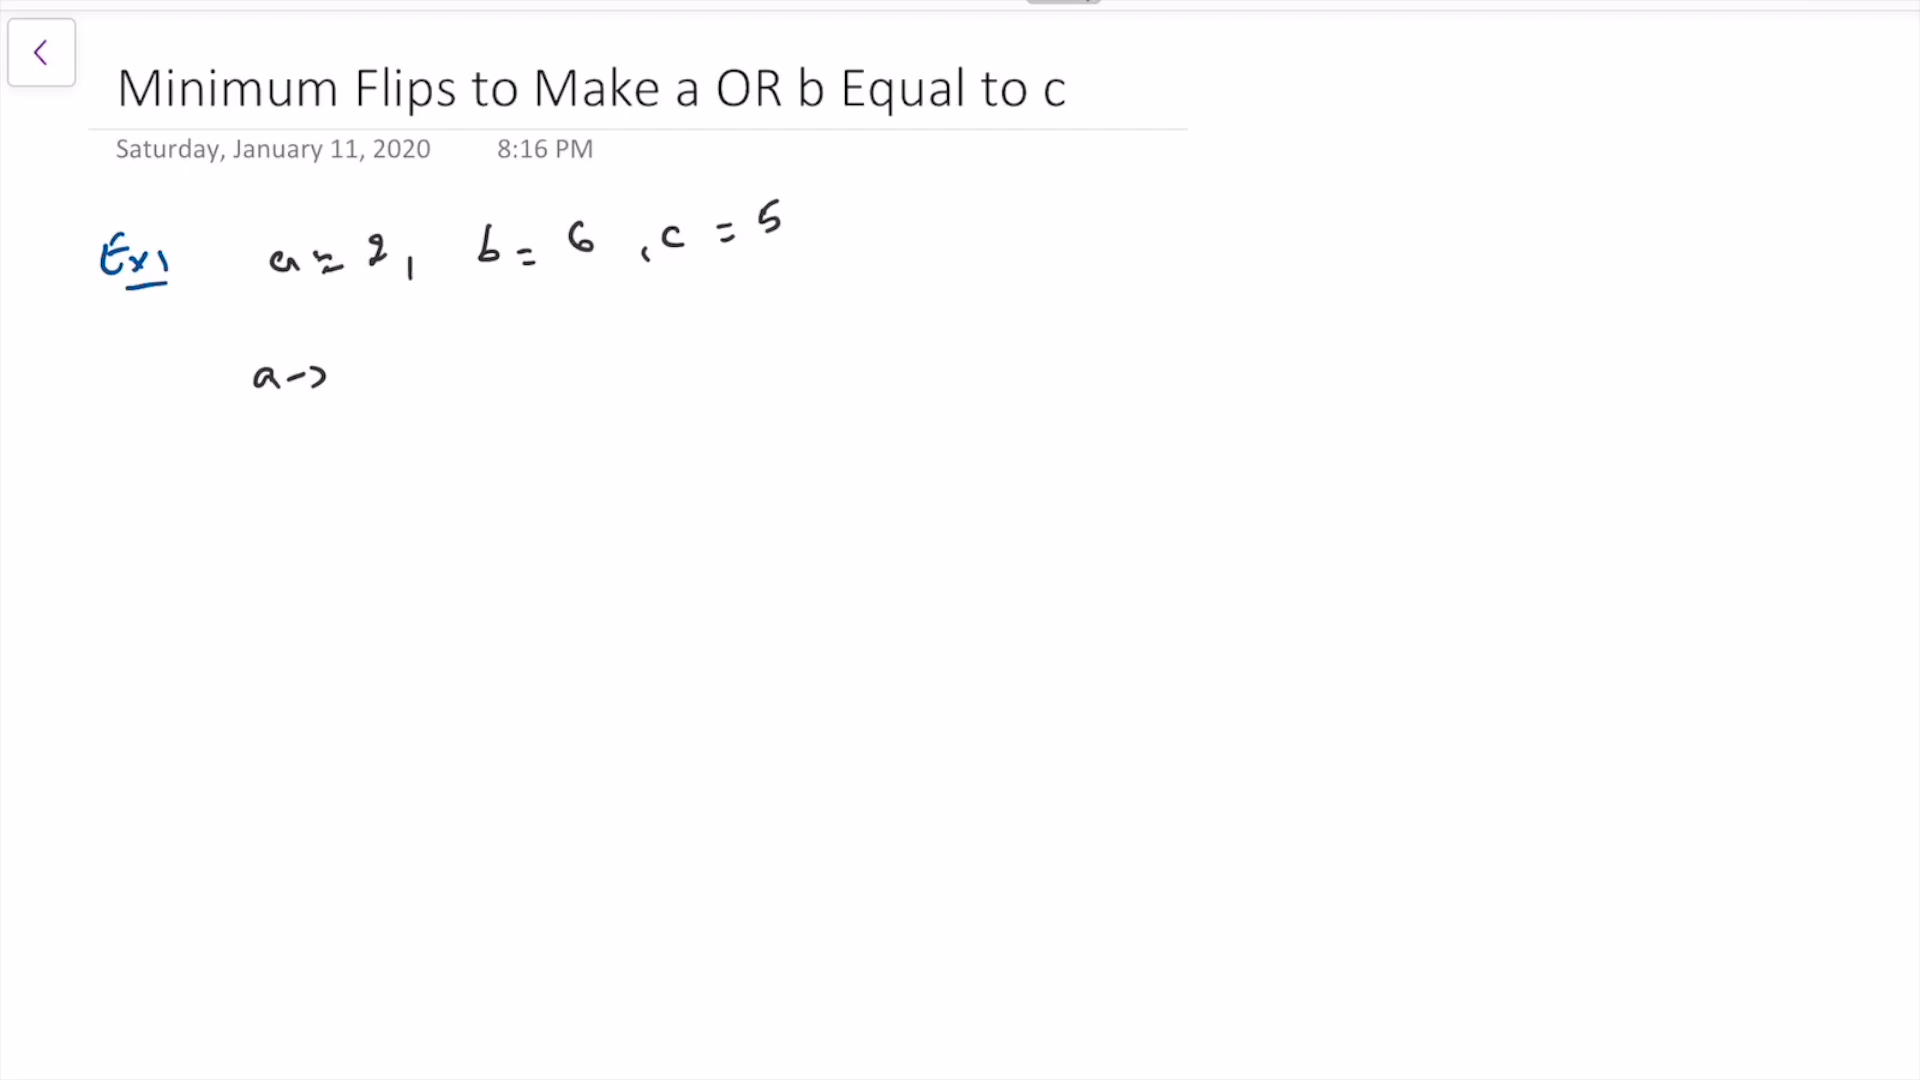 Minimum Flips to Make a OR b Equal to c
Saturday, January 11, 2020 8:16 PM
Ex1 a = 2, b = 6 , c = 5
a ->